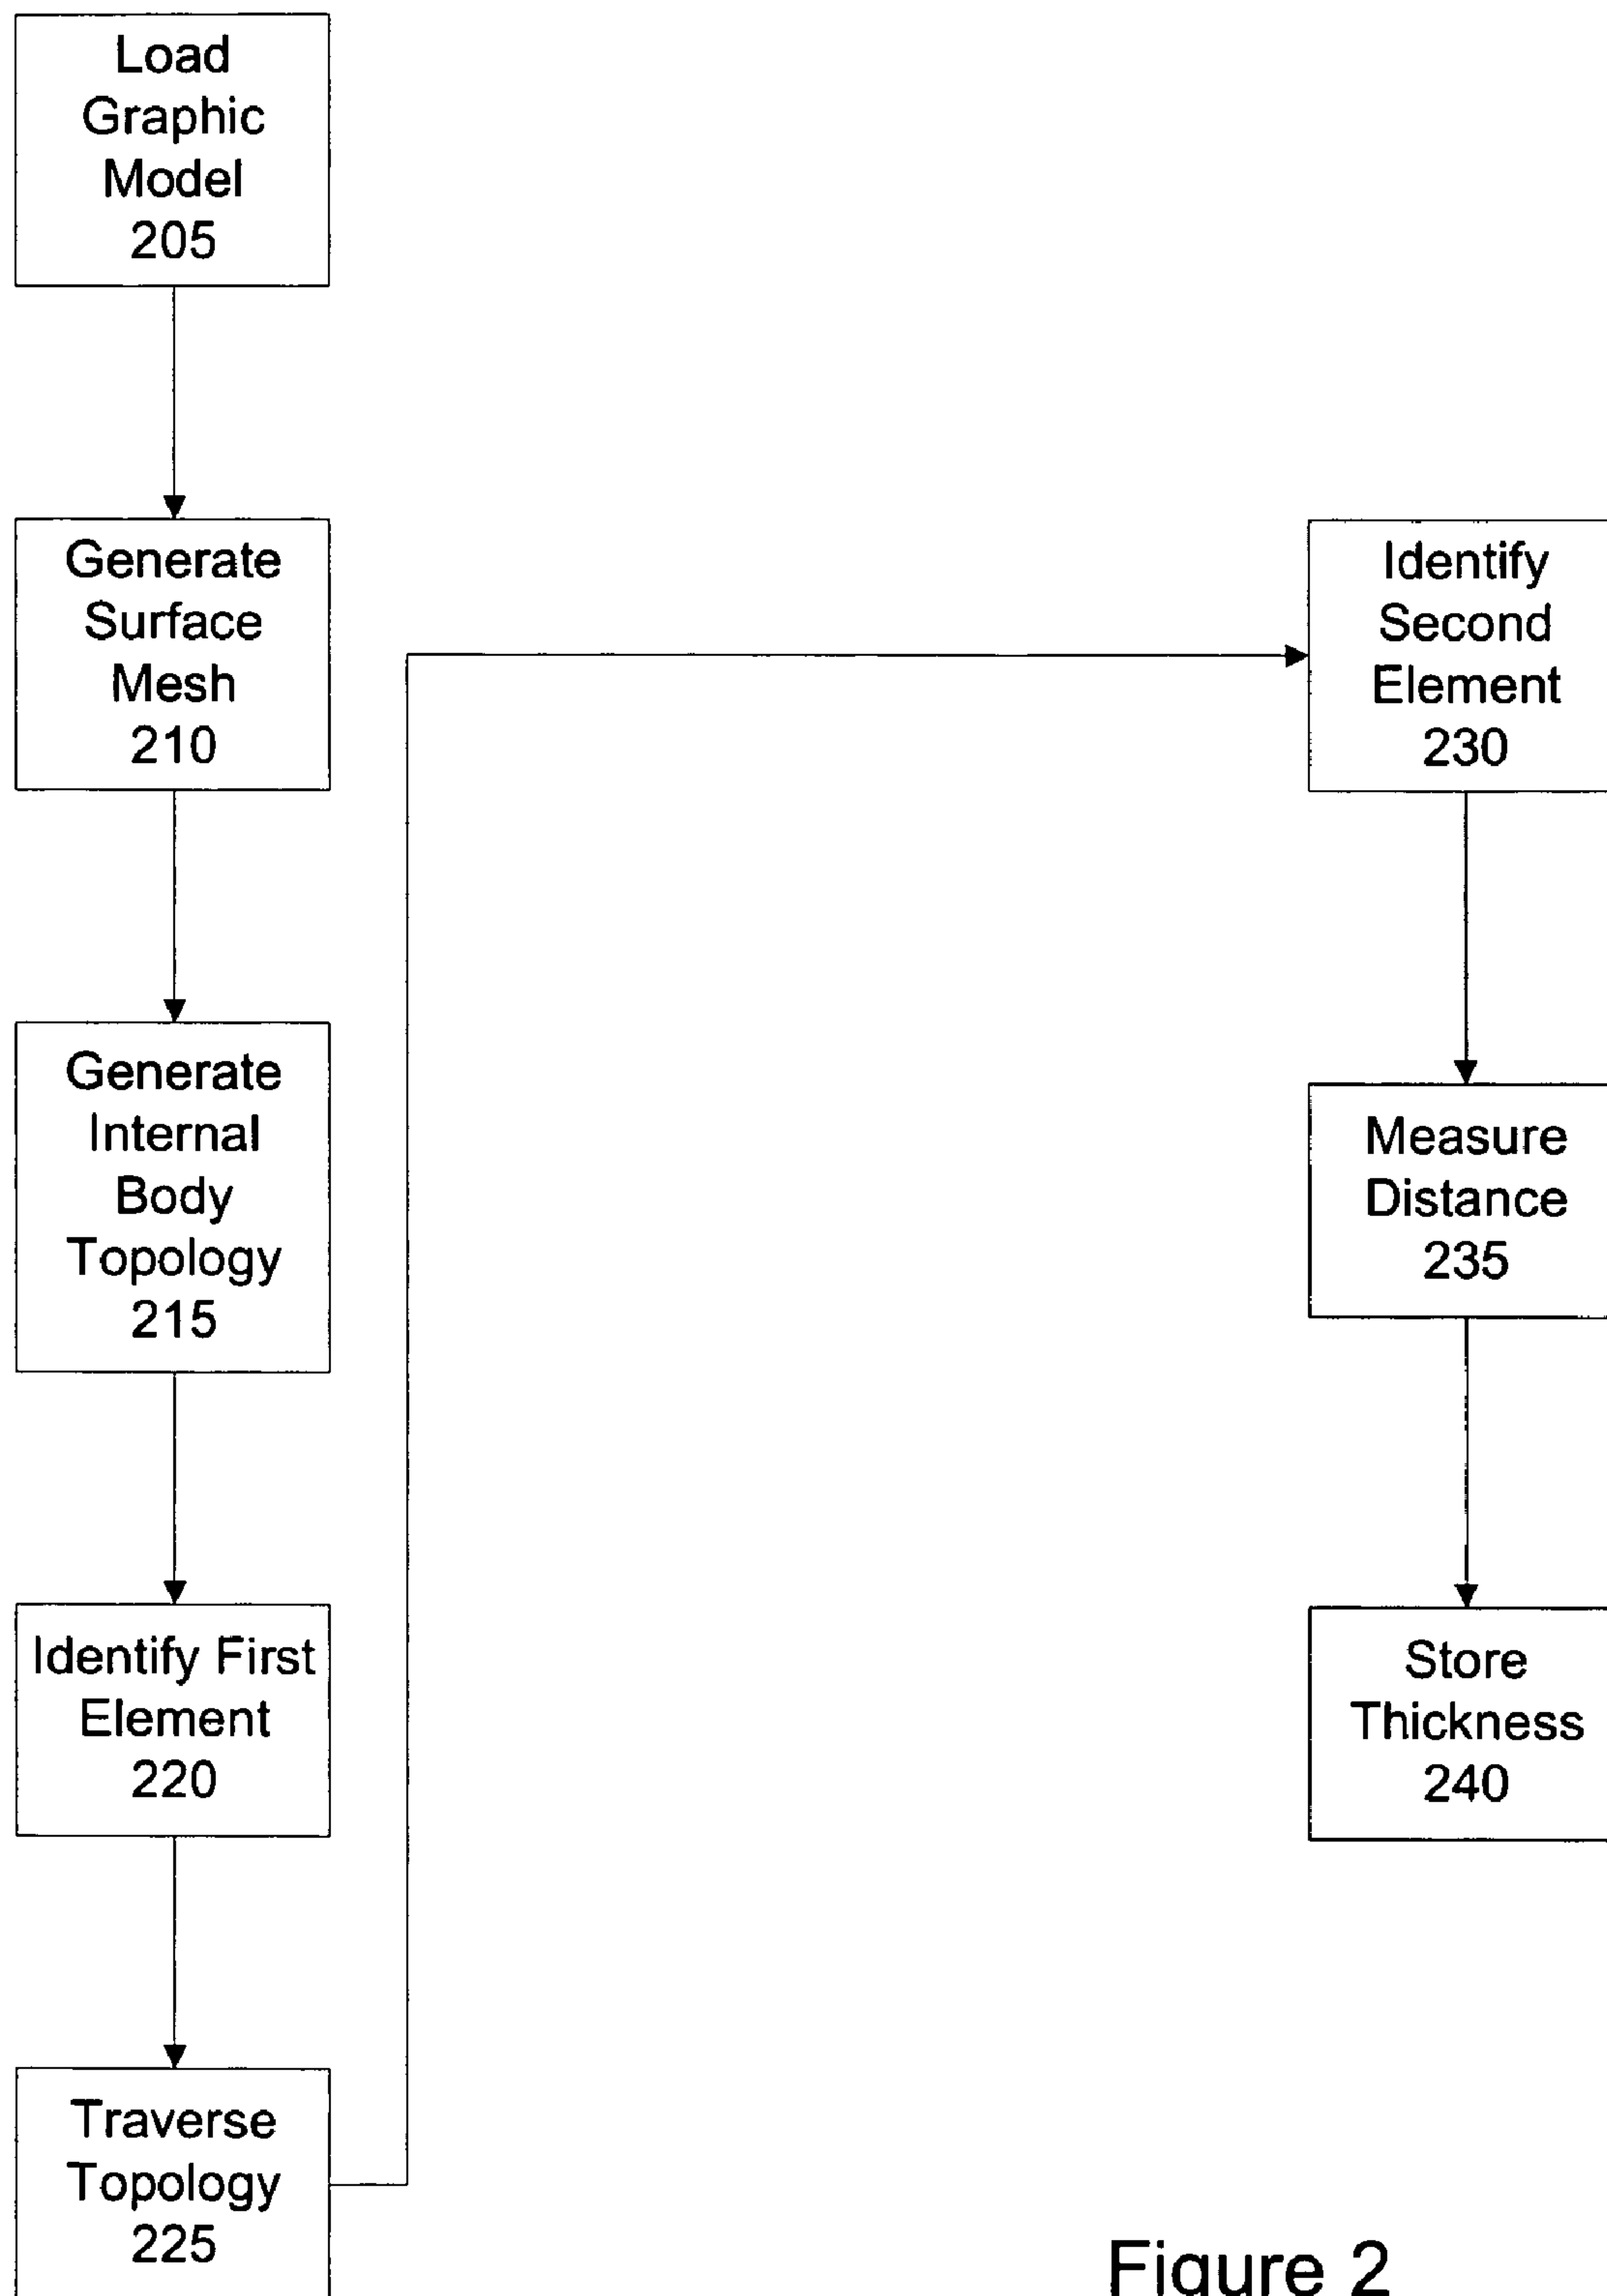 Load
Graphic
Model
205
Generate
Surface
Mesh
210
Generate
Internal
Body
Topology
215
Identify First
Element
220
Traverse
Topology
225
Identify
Second
Element
230
Measure
Distance
235
Store
Thickness
240
Figure 2